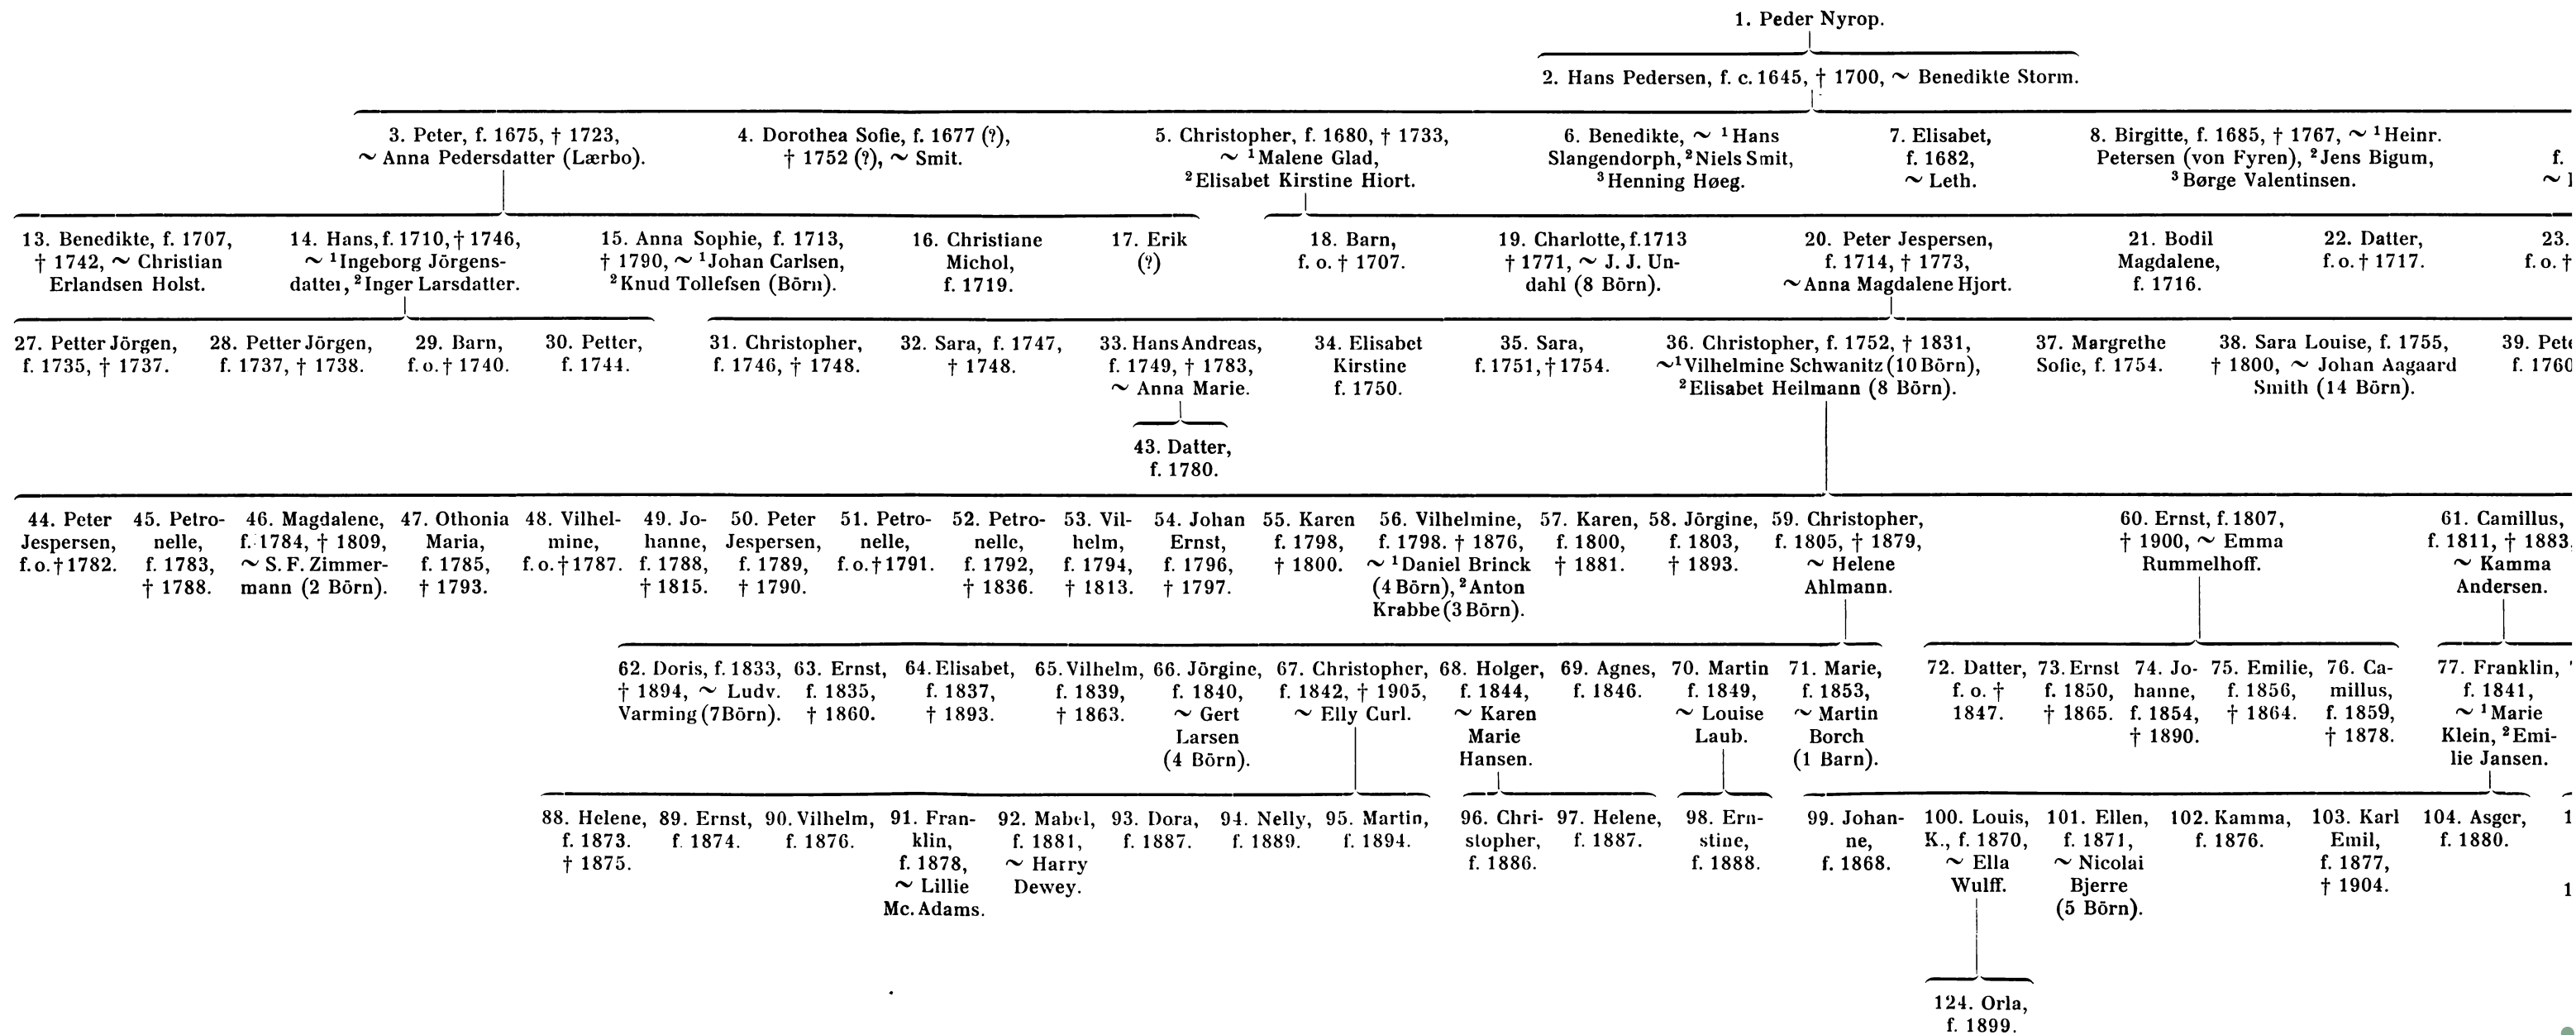 1. Peder Nyrop.
2. Hans Pedersen, f. c. 1645, † 1700, ~ Benedikte Storm.
3. Peter, f. 1675, † 1723,
~ Anna Pedersdatter (Lærbo).
4. Dorothea Sofie, f. 1677 (?),
† 1752 (?), ~ Smit.
5. Christopher, f. 1680, † 1733,
~ ¹Malene Glad,
²Elisabet Kirstine Hiort.
6. Benedikte, ~ ¹Hans
Slangendorph, ²Niels Smit,
³Henning Høeg.
7. Elisabet,
f. 1682,
~ Leth.
8. Birgitte, f. 1685, † 1767, ~ ¹Heinr.
Petersen (von Fyren), ²Jens Bigum,
³Børge Valentinsen.
f.
~
13. Benedikte, f. 1707,
† 1742, ~ Christian
Erlandsen Holst.
14. Hans, f. 1710, † 1746,
~ ¹Ingeborg Jörgens-
datter, ²Inger Larsdatter.
15. Anna Sophie, f. 1713,
† 1790, ~ ¹Johan Carlsen,
²Knud Tollefsen (Börn).
16. Christiane
Michol,
f. 1719.
17. Erik
(?)
18. Barn,
f. o. † 1707.
19. Charlotte, f. 1713
† 1771, ~ J. J. Un-
dahl (8 Börn).
20. Peter Jespersen,
f. 1714, † 1773,
~ Anna Magdalene Hjort.
21. Bodil
Magdalene,
f. 1716.
22. Datter,
f. o. † 1717.
23.
f. o. †
27. Petter Jörgen,
f. 1735, † 1737.
28. Petter Jörgen,
f. 1737, † 1738.
29. Barn,
f. o. † 1740.
30. Petter,
f. 1744.
31. Christopher,
f. 1746, † 1748.
32. Sara, f. 1747,
† 1748.
33. Hans Andreas,
f. 1749, † 1783,
~ Anna Marie.
34. Elisabet
Kirstine
f. 1750.
35. Sara,
f. 1751, † 1754.
36. Christopher, f. 1752, † 1831,
~ ¹Vilhelmine Schwanitz (10 Börn),
²Elisabet Heilmann (8 Börn).
37. Margrethe
Sofie, f. 1754.
38. Sara Louise, f. 1755,
† 1800, ~ Johan Aagaard
Smith (14 Börn).
39. Pete
f. 1760
43. Datter,
f. 1780.
44. Peter
Jespersen,
f. o. † 1782.
45. Petro-
nelle,
f. 1783,
† 1788.
46. Magdalene,
f. 1784, † 1809,
~ S. F. Zimmer-
mann (2 Börn).
47. Othonia
Maria,
f. 1785,
† 1793.
48. Vilhel-
mine,
f. o. † 1787.
49. Jo-
hanne,
f. 1788,
† 1815.
50. Peter
Jespersen,
f. 1789,
† 1790.
51. Petro-
nelle,
f. o. † 1791.
52. Petro-
nelle,
f. 1792,
† 1836.
53. Vil-
helm,
f. 1794,
† 1813.
54. Johan
Ernst,
f. 1796,
† 1797.
55. Karen
f. 1798,
† 1800.
56. Vilhelmine,
f. 1798. † 1876,
~ ¹Daniel Brinck
(4 Börn), ²Anton
Krabbe (3 Börn).
57. Karen,
f. 1800,
† 1881.
58. Jörgine,
f. 1803,
† 1893.
59. Christopher,
f. 1805, † 1879,
~ Helene
Ahlmann.
60. Ernst, f. 1807,
† 1900, ~ Emma
Rummelhoff.
61. Camillus,
f. 1811, † 1883
~ Kamma
Andersen.
62. Doris, f. 1833,
† 1894, ~ Ludv.
Varming (7 Börn).
63. Ernst,
f. 1835,
† 1860.
64. Elisabet,
f. 1837,
† 1893.
65. Vilhelm,
f. 1839,
† 1863.
66. Jörgine,
f. 1840,
~ Gert
Larsen
(4 Börn).
67. Christopher,
f. 1842, † 1905,
~ Elly Curl.
68. Holger,
f. 1844,
~ Karen
Marie
Hansen.
69. Agnes,
f. 1846.
70. Martin
f. 1849,
~ Louise
Laub.
71. Marie,
f. 1853,
~ Martin
Borch
(1 Barn).
72. Datter,
f. o. †
1847.
73. Ernst
f. 1850,
† 1865.
74. Jo-
hanne,
f. 1854,
† 1890.
75. Emilie,
f. 1856,
† 1864.
76. Ca-
millus,
f. 1859,
† 1878.
77. Franklin,
f. 1841,
~ ¹Marie
Klein, ²Emi-
lie Jansen.
88. Helene,
f. 1873.
† 1875.
89. Ernst,
f. 1874.
90. Vilhelm,
f. 1876.
91. Fran-
klin,
f. 1878,
~ Lillie
Mc. Adams.
92. Mabel,
f. 1881,
~ Harry
Dewey.
93. Dora,
f. 1887.
94. Nelly,
f. 1889.
95. Martin,
f. 1894.
96. Chri-
stopher,
f. 1886.
97. Helene,
f. 1887.
98. Ern-
stine,
f. 1888.
99. Johan-
ne,
f. 1868.
100. Louis,
K., f. 1870,
~ Ella
Wulff.
101. Ellen,
f. 1871,
~ Nicolai
Bjerre
(5 Börn).
102. Kamma,
f. 1876.
103. Karl
Emil,
f. 1877,
† 1904.
104. Asger,
f. 1880.
1
1
124. Orla,
f. 1899.